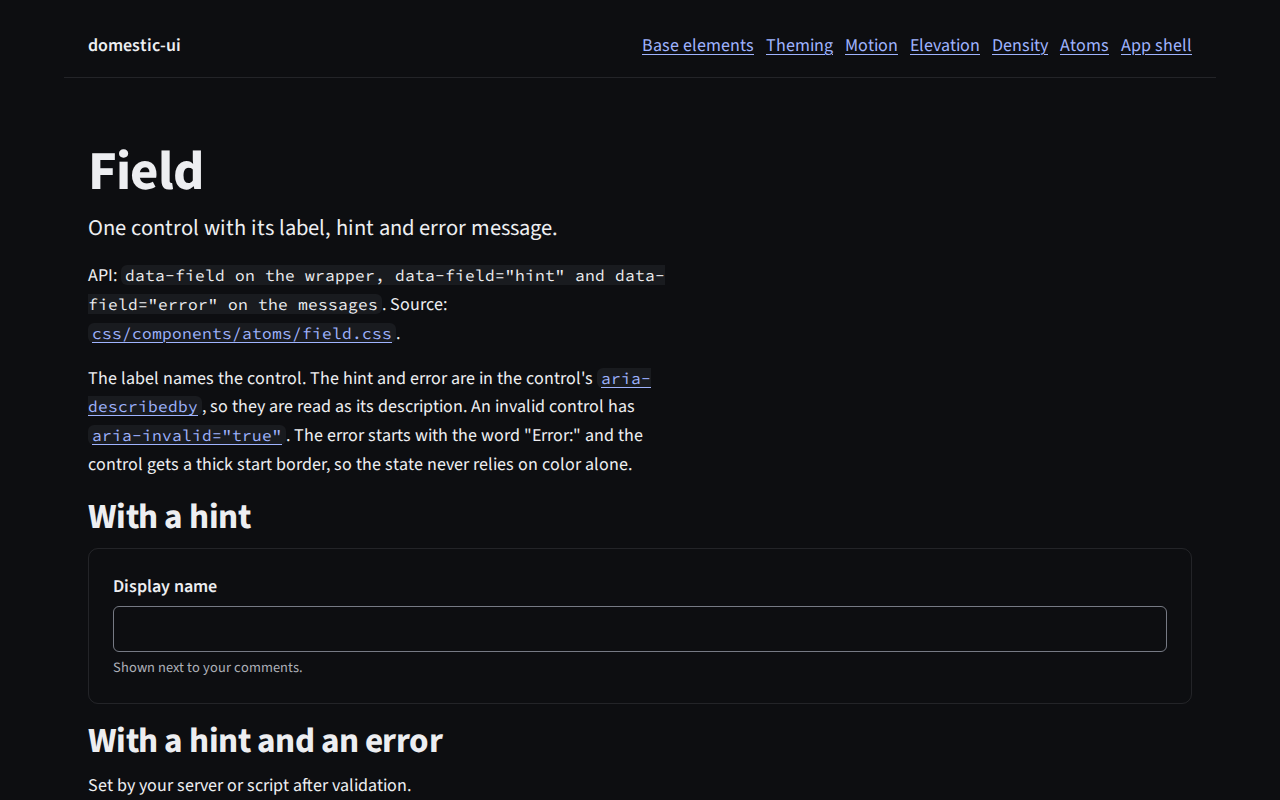 domestic-ui
Base elements Theming Motion Elevation Density Atoms App shell
Field
One control with its label, hint and error message.
API: data-field on the wrapper, data-field="hint" and data-
field="error" on the messages. Source:
css/components/atoms/field.css.
The label names the control. The hint and error are in the control's aria-
describedby, so they are read as its description. An invalid control has
aria-invalid="true". The error starts with the word "Error:" and the
control gets a thick start border, so the state never relies on color alone.
With a hint
Display name
Shown next to your comments.
With a hint and an error
Set by your server or script after validation.